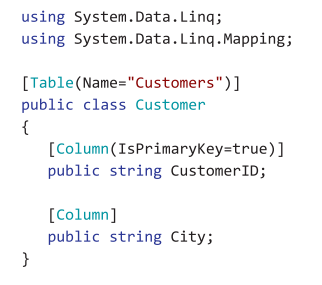 using System.Data.Linq;
using System.Data.Linq.Mapping;

[Table(Name="Customers")]
public class Customer
{
    [Column(IsPrimaryKey=true)]
    public string CustomerID;

    [Column]
    public string City;
}